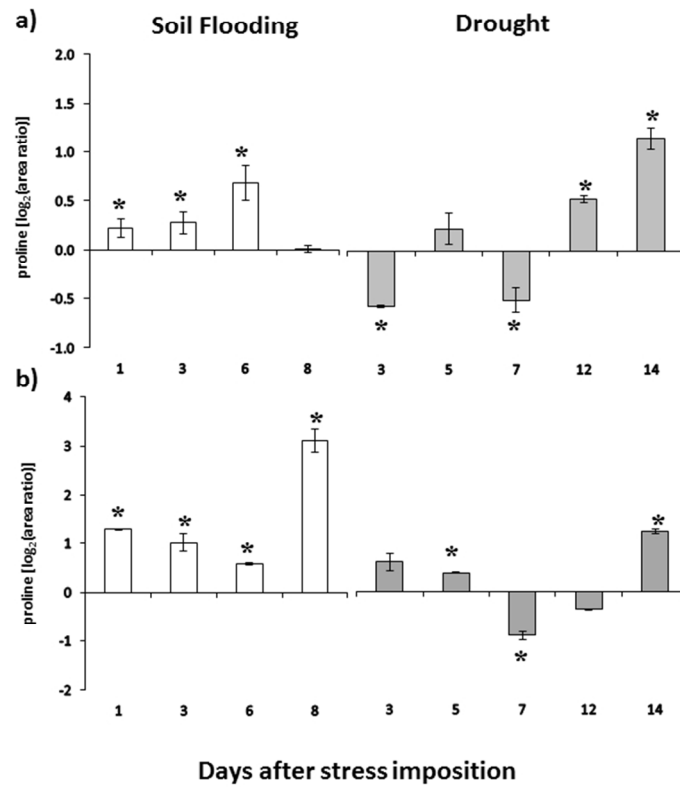 a)
Soil Flooding Drought
proline [log2(area ratio)]
2.0
1.5
1.0
0.5
0.0
-0.5
-1.0
* * * * * * *
1 3 6 8 3 5 7 12 14
b)
proline [log2(area ratio)]
4
3
2
1
0
-1
-2
* * * * * * *
1 3 6 8 3 5 7 12 14
Days after stress imposition